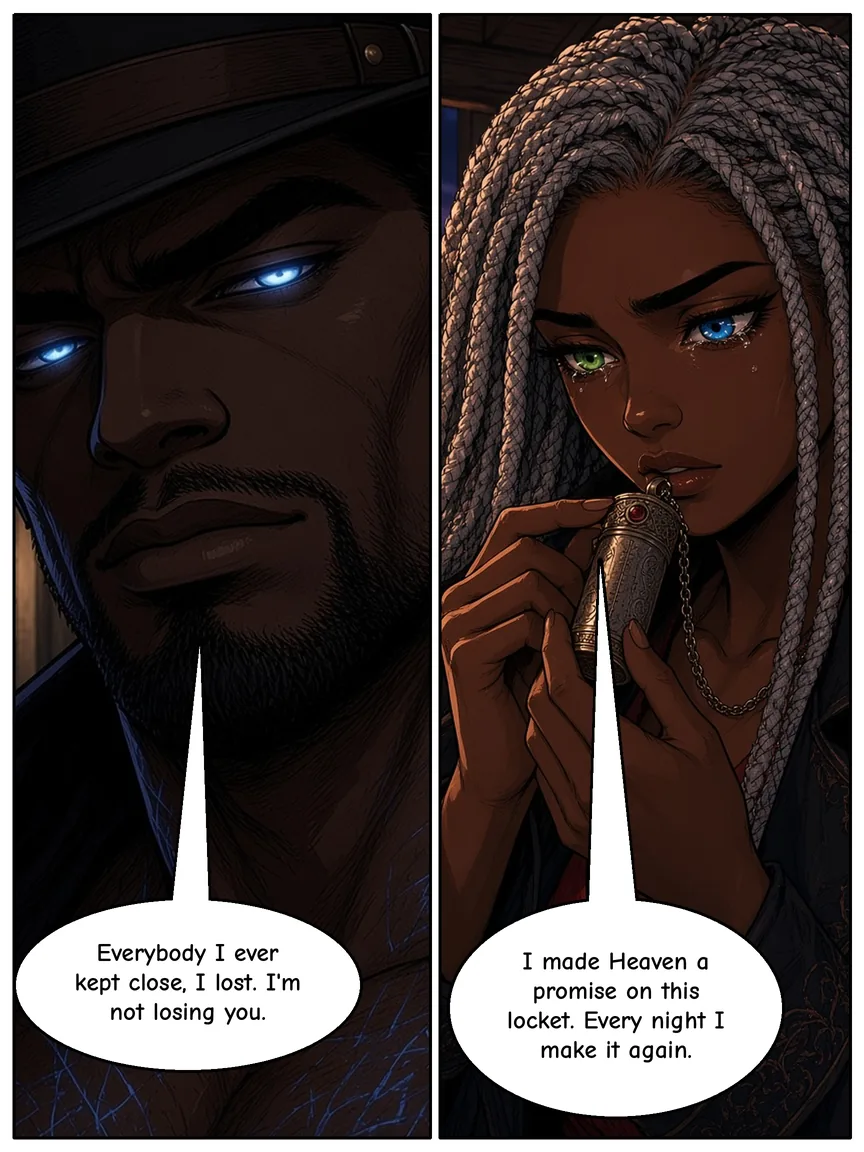 Everybody I ever
kept close, I lost. I'm
not losing you.
I made Heaven a
promise on this
locket. Every night I
make it again.